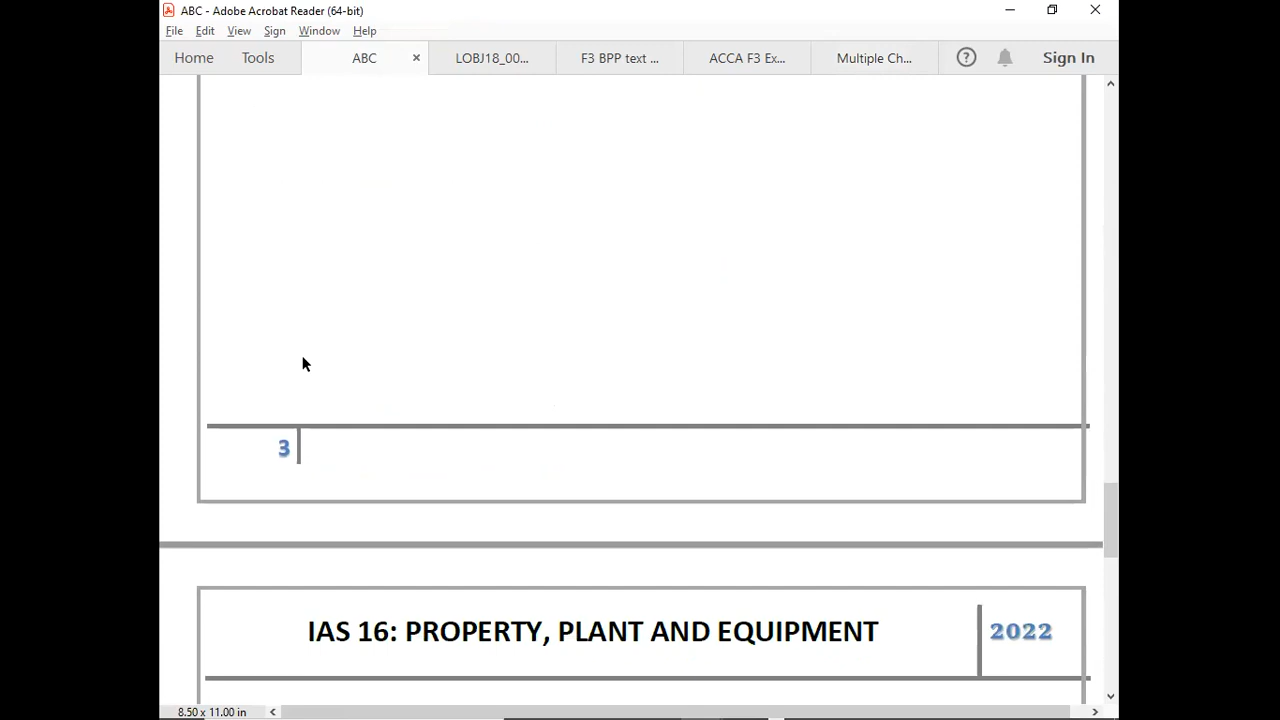 ABC - Adobe Acrobat Reader (64-bit)
File Edit View Sign Window Help
Home Tools ABC LOBJ18_00... F3 BPP text ... ACCA F3 Ex... Multiple Ch... Sign In
3
IAS 16: PROPERTY, PLANT AND EQUIPMENT 2022
8.50 x 11.00 in